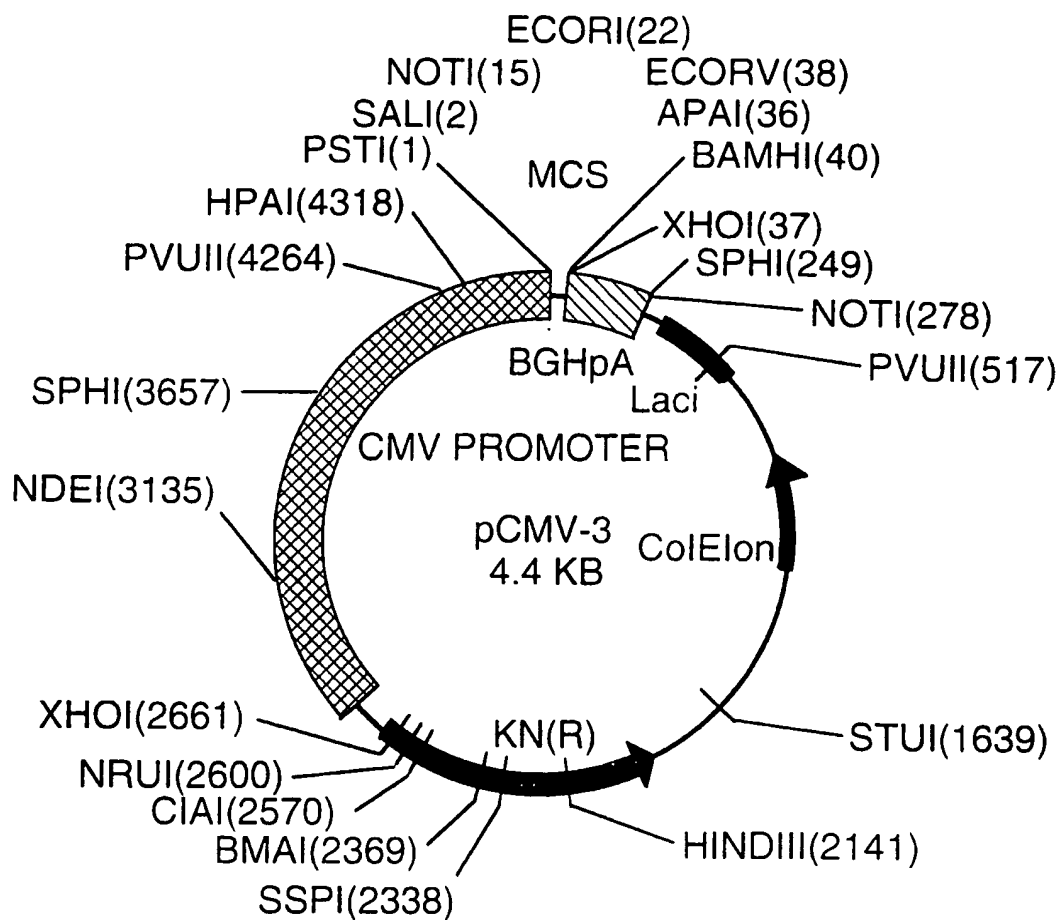 ECORI(22)
NOTI(15)
ECORV(38)
SALI(2)
APAI(36)
PSTI(1)
BAMHI(40)
MCS
HPAI(4318)
XHOI(37)
PVUII(4264)
SPHI(249)
NOTI(278)
BGHpA
PVUII(517)
SPHI(3657)
Laci
CMV PROMOTER
NDEI(3135)
pCMV-3
4.4 KB
ColElon
XHOI(2661)
KN(R)
STUI(1639)
NRUI(2600)
CIAI(2570)
BMAI(2369)
HINDIII(2141)
SSPI(2338)